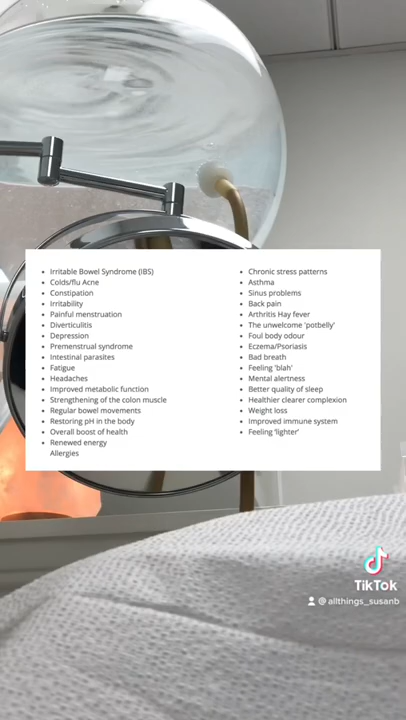 Irritable Bowel Syndrome (IBS)
Colds/flu Acne
Constipation
Irritability
Painful menstruation
Diverticulitis
Depression
Premenstrual syndrome
Intestinal parasites
Fatigue
Headaches
Improved metabolic function
Strengthening of the colon muscle
Regular bowel movements
Restoring pH in the body
Overall boost of health
Renewed energy
Allergies
Chronic stress patterns
Asthma
Sinus problems
Back pain
Arthritis Hay fever
The unwelcome 'potbelly'
Foul body odour
Eczema/Psoriasis
Bad breath
Feeling 'blah'
Mental alertness
Better quality of sleep
Healthier clearer complexion
Weight loss
Improved immune system
Feeling 'lighter'
TikTok
@allthings_susanb